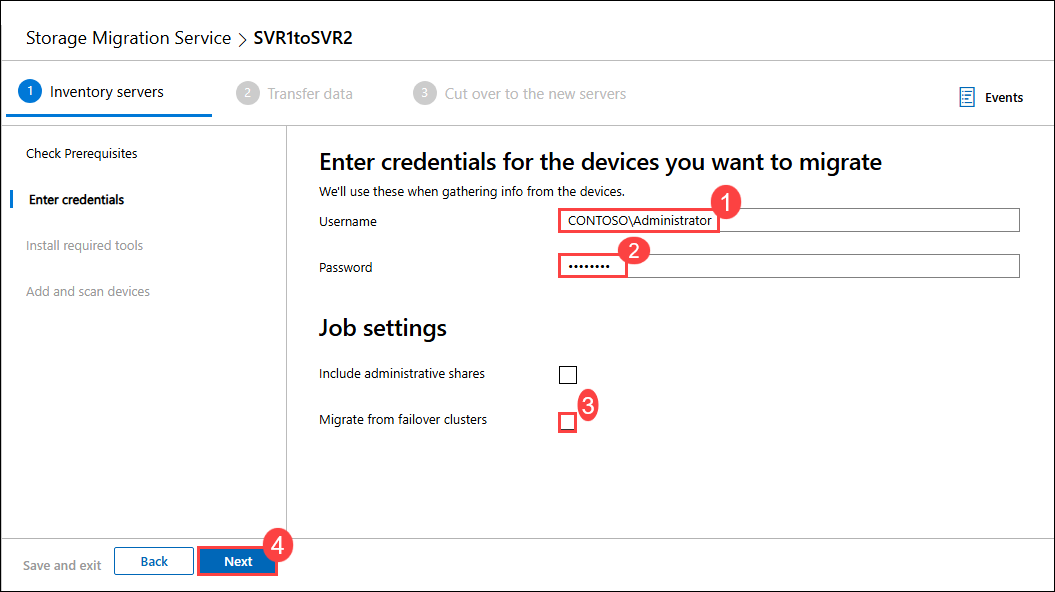 Storage Migration Service > SVR1toSVR2
1 Inventory servers
2 Transfer data
3 Cut over to the new servers
Events
Check Prerequisites
Enter credentials
Install required tools
Add and scan devices
Enter credentials for the devices you want to migrate
We'll use these when gathering info from the devices.
Username
CONTOSO\Administrator
1
Password
••••••••
2
Job settings
Include administrative shares
Migrate from failover clusters
3
Save and exit
Back
Next
4